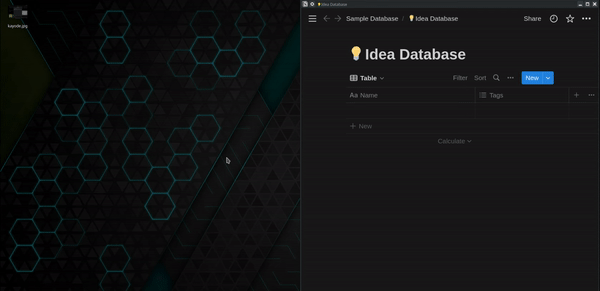 kaycde.jpg
Idea Database
Sample Database / 💡Idea Database
Share
💡Idea Database
Table
Filter Sort New
Aa Name Tags
+ New
Calculate